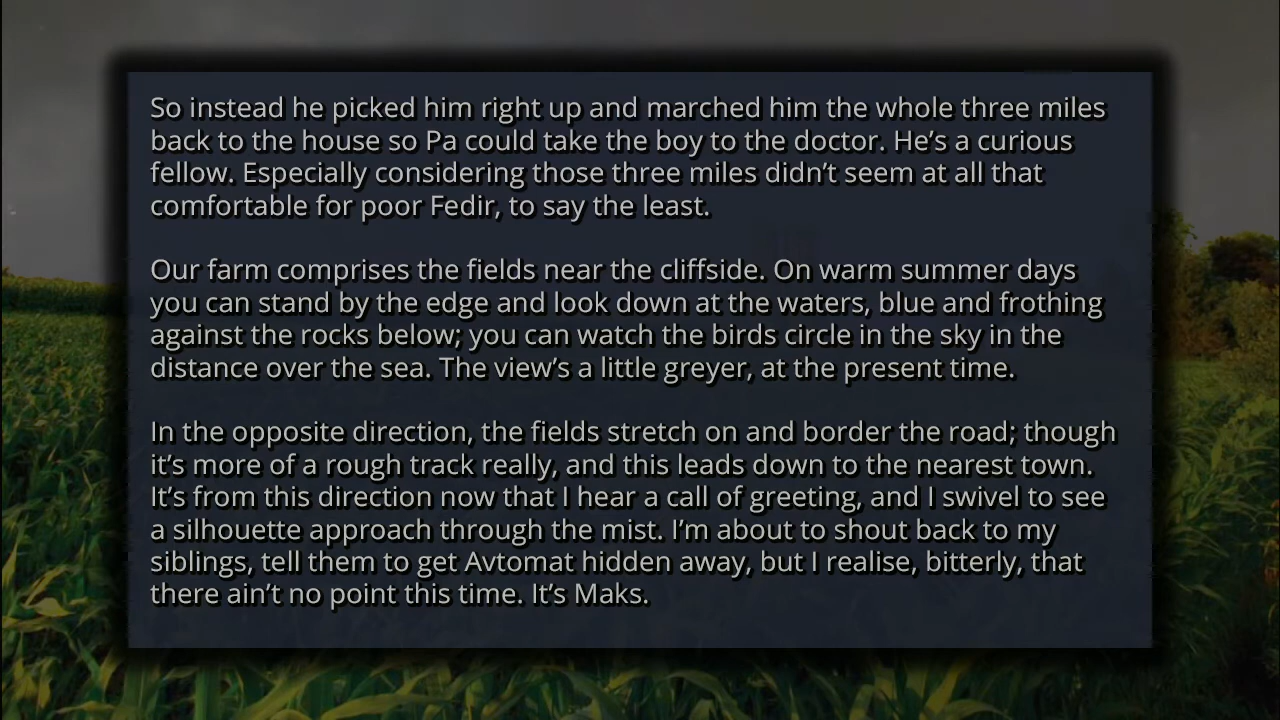 So instead he picked him right up and marched him the whole three miles
back to the house so Pa could take the boy to the doctor. He’s a curious
fellow. Especially considering those three miles didn’t seem at all that
comfortable for poor Fedir, to say the least.
Our farm comprises the fields near the cliffside. On warm summer days
you can stand by the edge and look down at the waters, blue and frothing
against the rocks below; you can watch the birds circle in the sky in the
distance over the sea. The view’s a little greyer, at the present time.
In the opposite direction, the fields stretch on and border the road; though
it’s more of a rough track really, and this leads down to the nearest town.
It’s from this direction now that I hear a call of greeting, and I swivel to see
a silhouette approach through the mist. I’m about to shout back to my
siblings, tell them to get Avtomat hidden away, but I realise, bitterly, that
there ain’t no point this time. It’s Maks.